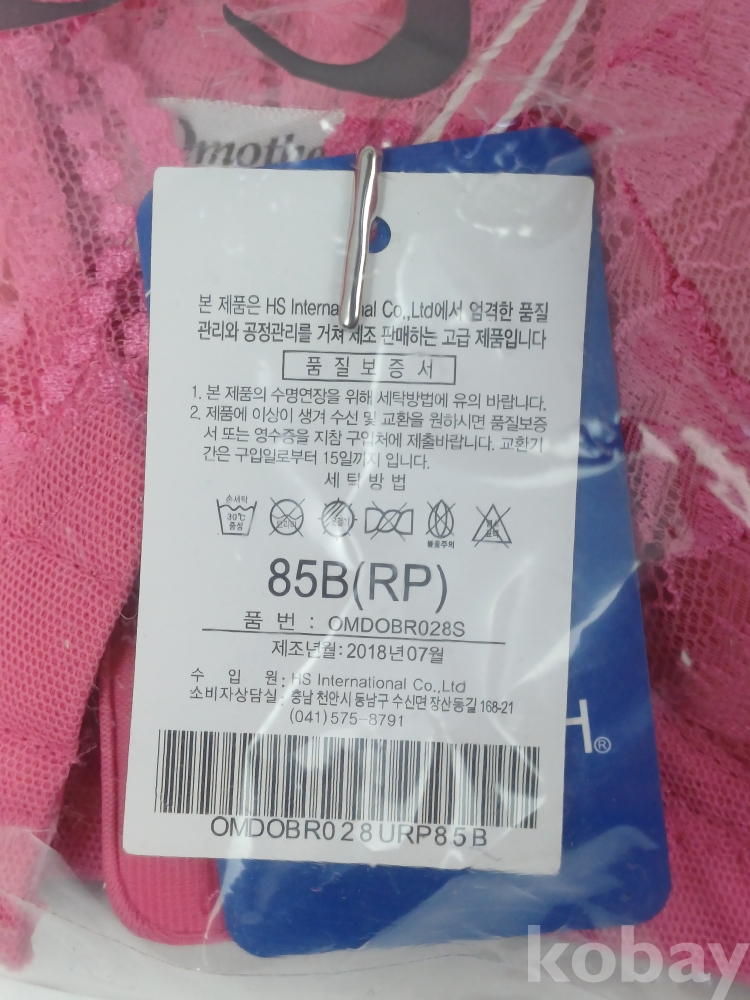 본 제품은 HS International Co.,Ltd에서 엄격한 품질
관리와 공정관리를 거쳐 제조 판매하는 고급 제품입니다
품 질 보 증 서
1. 본 제품의 수명연장을 위해 세탁방법에 유의 바랍니다.
2. 제품에 이상이 생겨 수선 및 교환을 원하시면 품질보증
서 또는 영수증을 지참 구입처에 제출바랍니다. 교환기
간은 구입일로부터 15일까지 입니다.
세 탁 방 법
손세탁
30℃
중성
비틀주의
85B(RP)
품 번 : OMDOBR028S
제조년월: 2018년07월
수 입 원: HS International Co.,Ltd
소비자상담실: 충남 천안시 동남구 수신면 장산동길 168-21
(041)575-8791
OMDOBR028URP85B
H®
kobay